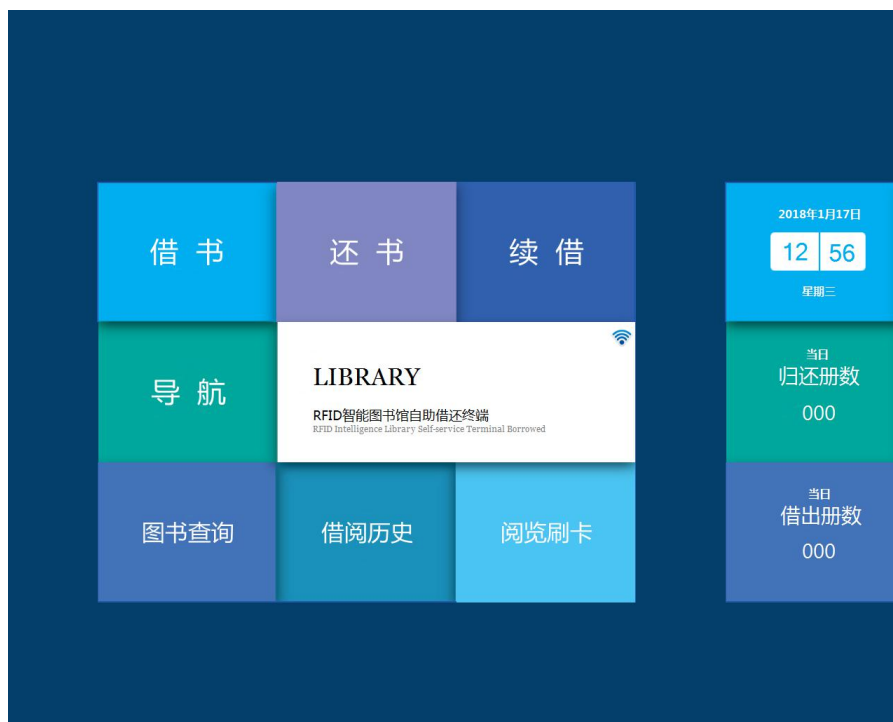 借 书
还 书
续 借
导 航
LIBRARY
RFID智能图书馆自助借还终端
RFID Intelligence Library Self-service Terminal Borrowed
图书查询
借阅历史
阅览刷卡
2018年1月17日
12 56
星期三
当日
归还册数
000
当日
借出册数
000